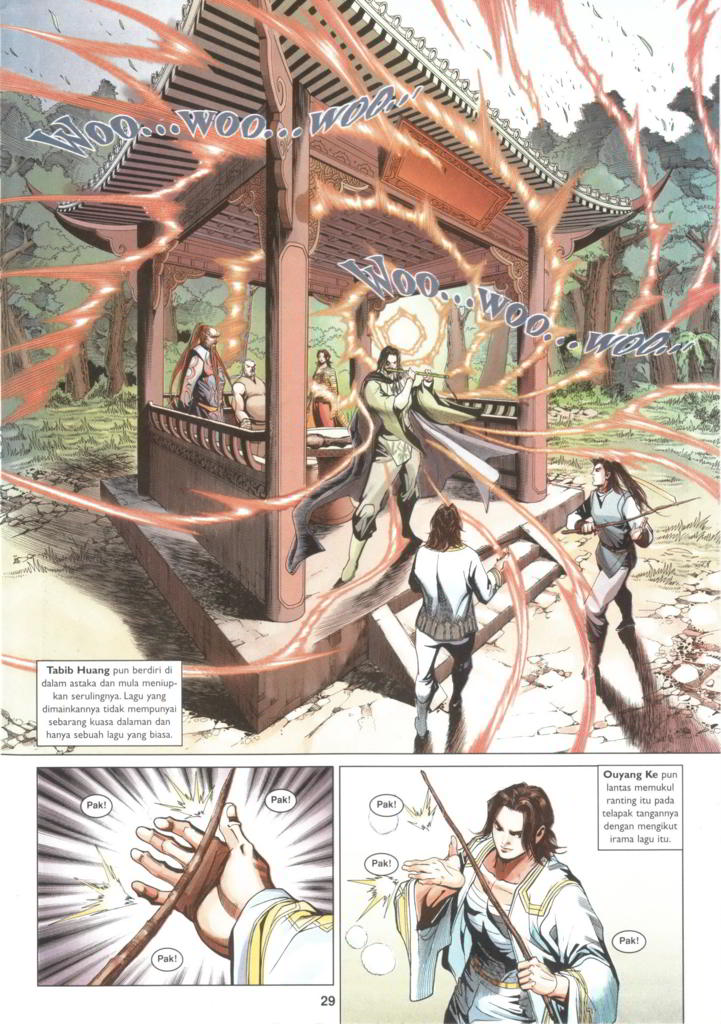 Woo...woo...woo...
Woo...woo...woo...
Tabib Huang pun berdiri di
dalam astaka dan mula meniup-
kan serulingnya. Lagu yang
dimainkannya tidak mempunyai
sebarang kuasa dalaman dan
hanya sebuah lagu yang biasa.
Pak!
Pak!
Pak!
Ouyang Ke pun
lantas memukul
ranting itu pada
telapak tangannya
dengan mengikut
irama lagu itu.
Pak!
Pak!
Pak!
29